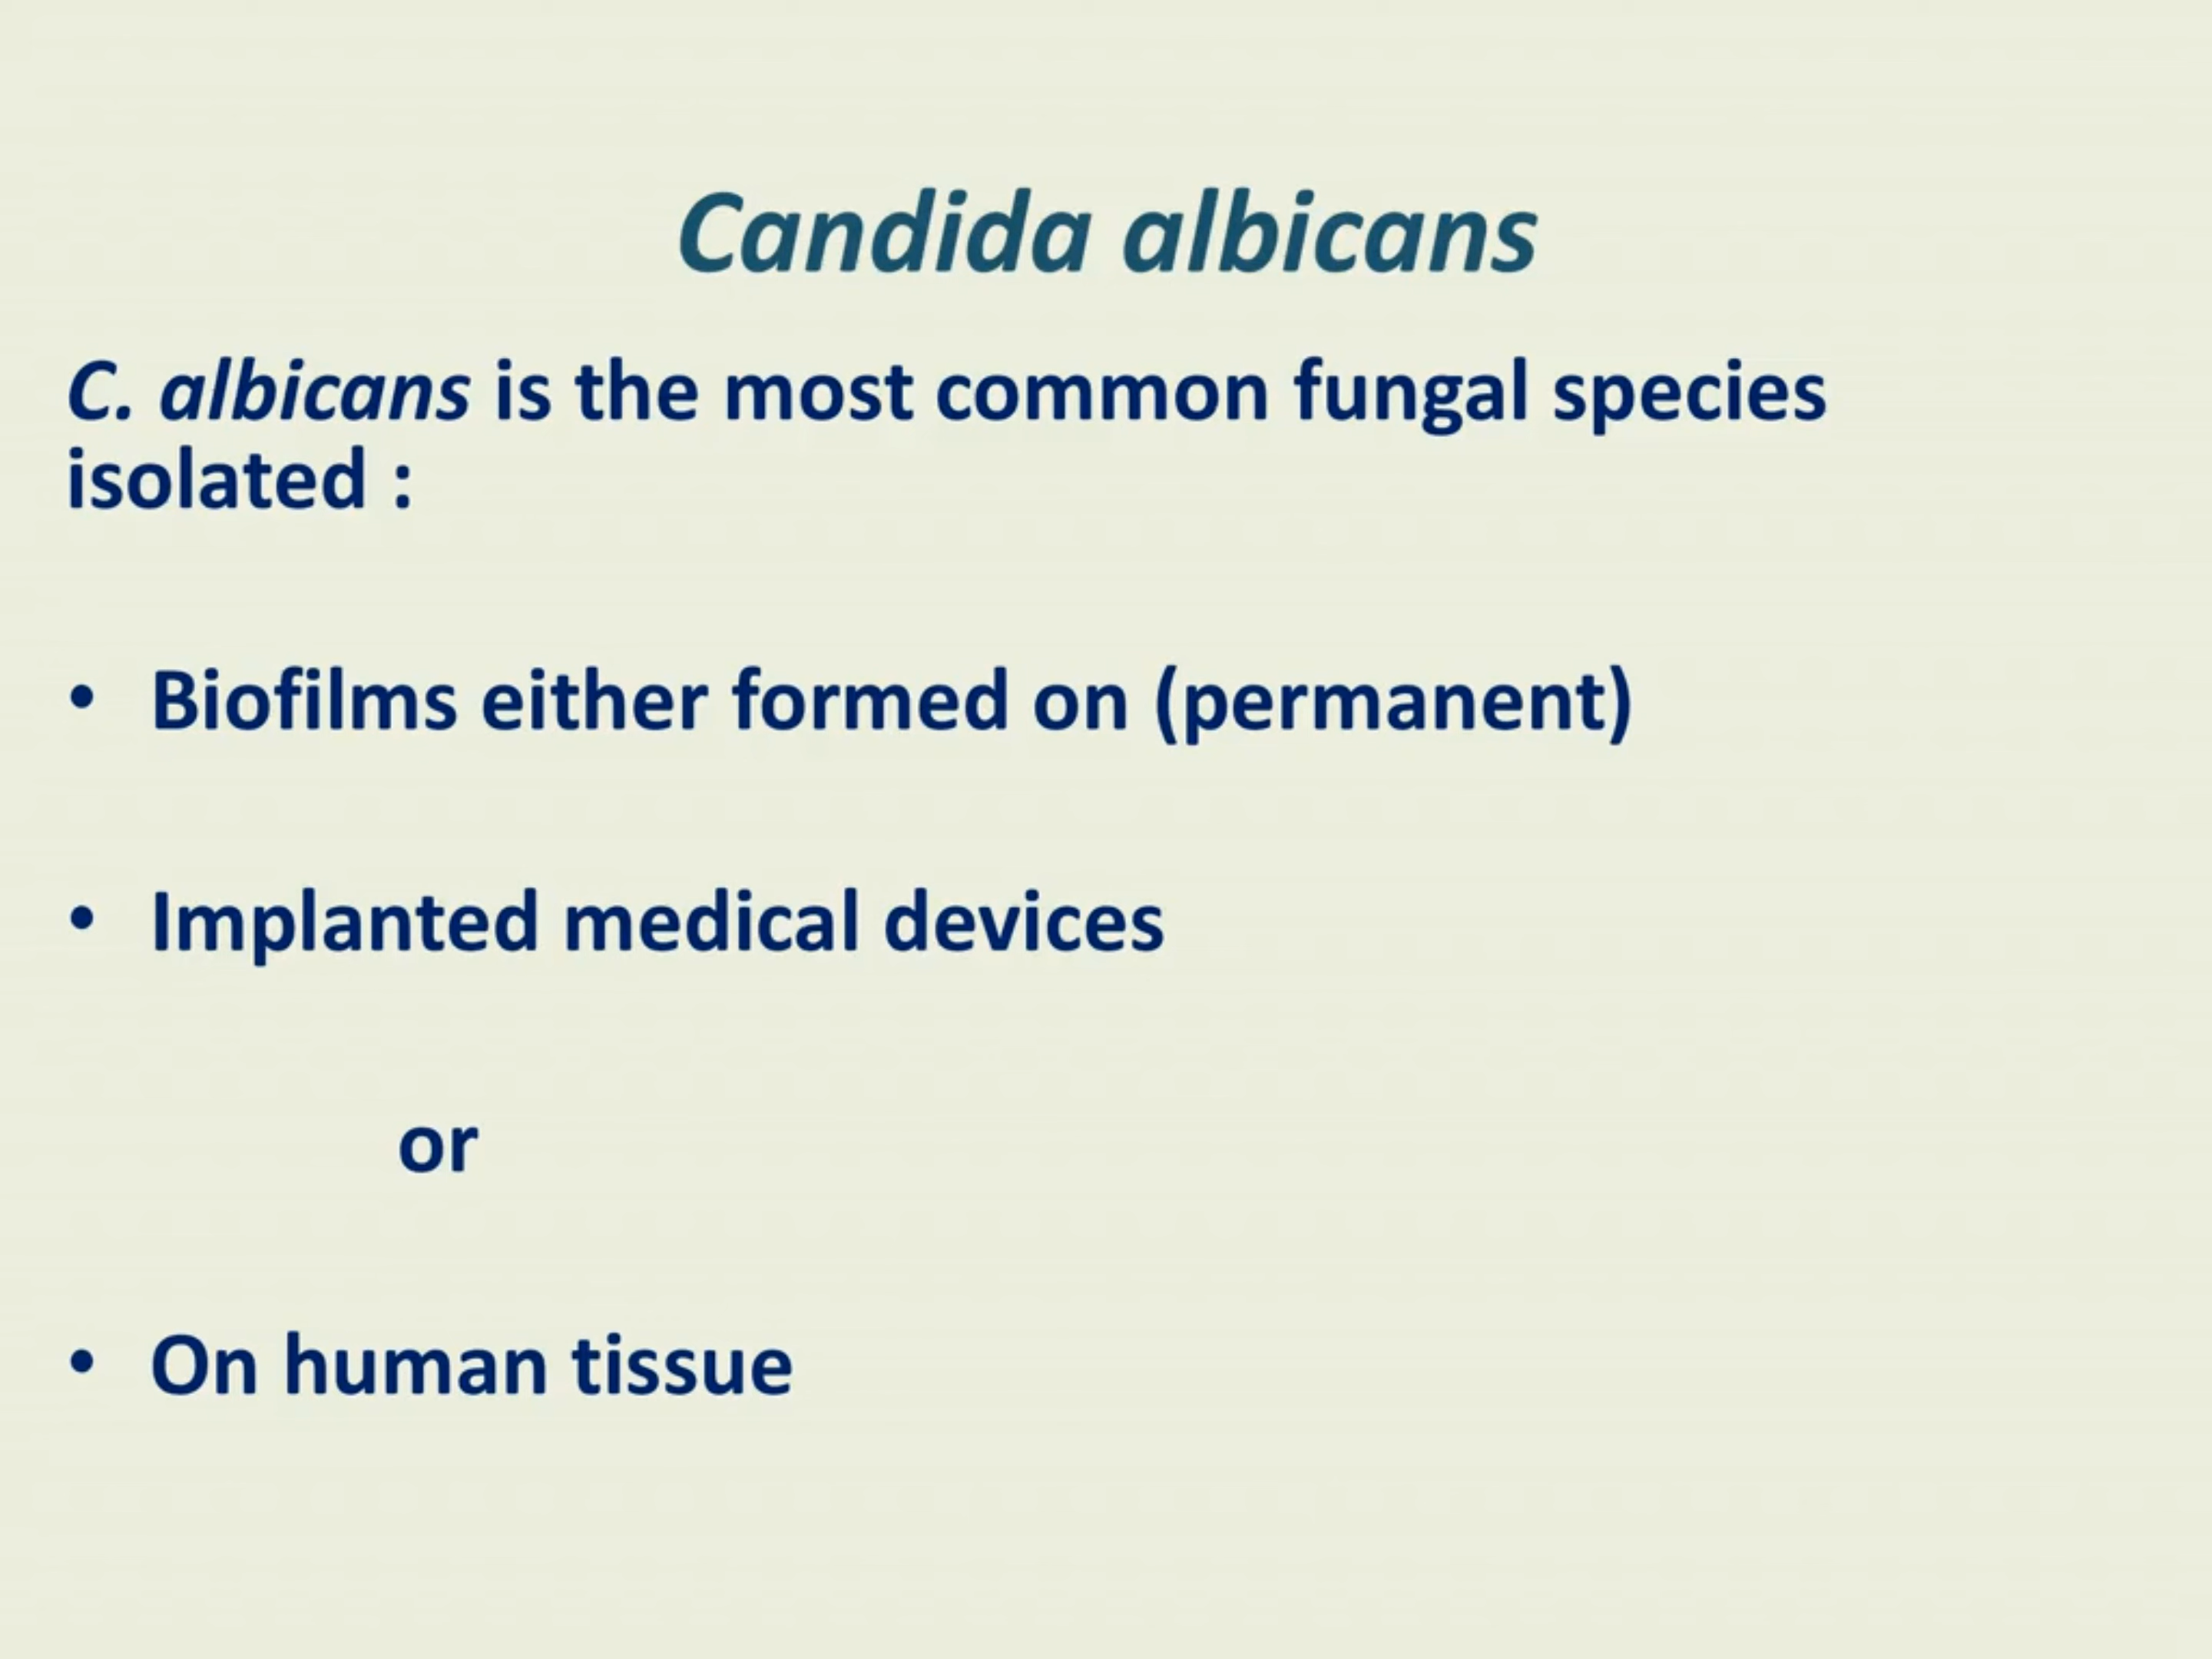 Candida albicans
C. albicans is the most common fungal species
isolated :
• Biofilms either formed on (permanent)
• Implanted medical devices
or
• On human tissue